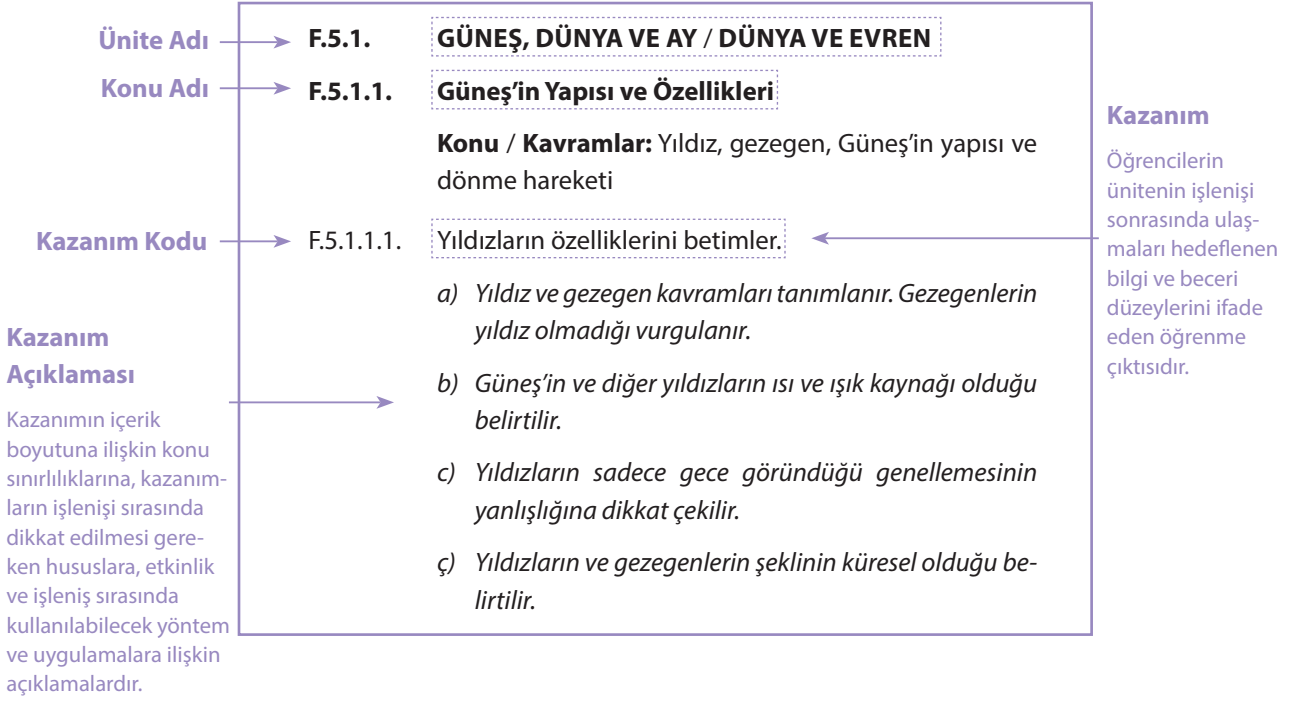 Ünite Adı
F.5.1. GÜNEŞ, DÜNYA VE AY / DÜNYA VE EVREN
Konu Adı
F.5.1.1. Güneş’in Yapısı ve Özellikleri
Konu / Kavramlar: Yıldız, gezegen, Güneş’in yapısı ve
dönme hareketi
Kazanım Kodu
F.5.1.1.1. Yıldızların özelliklerini betimler.
a) Yıldız ve gezegen kavramları tanımlanır. Gezegenlerin
yıldız olmadığı vurgulanır.
b) Güneş’in ve diğer yıldızların ısı ve ışık kaynağı olduğu
belirtilir.
c) Yıldızların sadece gece göründüğü genellemesinin
yanlışlığına dikkat çekilir.
ç) Yıldızların ve gezegenlerin şeklinin küresel olduğu be-
lirtilir.
Kazanım
Öğrencilerin
ünitenin işlenişi
sonrasında ulaş-
maları hedeflenen
bilgi ve beceri
düzeylerini ifade
eden öğrenme
çıktısıdır.
Kazanım
Açıklaması
Kazanımın içerik
boyutuna ilişkin konu
sınırlılıklarına, kazanım-
ların işlenişi sırasında
dikkat edilmesi gere-
ken hususlara, etkinlik
ve işleniş sırasında
kullanılabilecek yöntem
ve uygulamalara ilişkin
açıklamalardır.